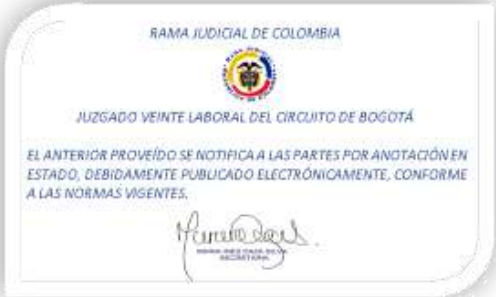 RAMA JUDICIAL DE COLOMBIA
JUZGADO VEINTE LABORAL DEL CIRCUITO DE BOGOTÁ
EL ANTERIOR PROVEÍDO SE NOTIFICA A LAS PARTES POR ANOTACIÓN EN
ESTADO, DEBIDAMENTE PUBLICADO ELECTRÓNICAMENTE, CONFORME
A LAS NORMAS VIGENTES.